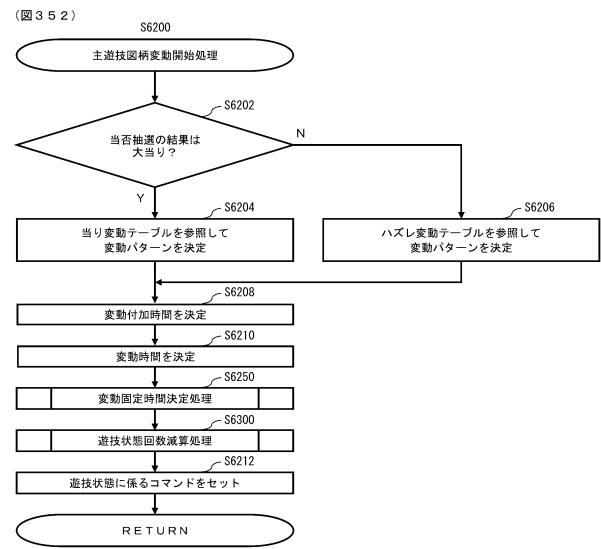 （図３５２）
S6200
主遊技図柄変動開始処理
S6202
当否抽選の結果は
大当り？
N
Y
S6204
当り変動テーブルを参照して
変動パターンを決定
S6206
ハズレ変動テーブルを参照して
変動パターンを決定
S6208
変動付加時間を決定
S6210
変動時間を決定
S6250
変動固定時間決定処理
S6300
遊技状態回数減算処理
S6212
遊技状態に係るコマンドをセット
ＲＥＴＵＲＮ